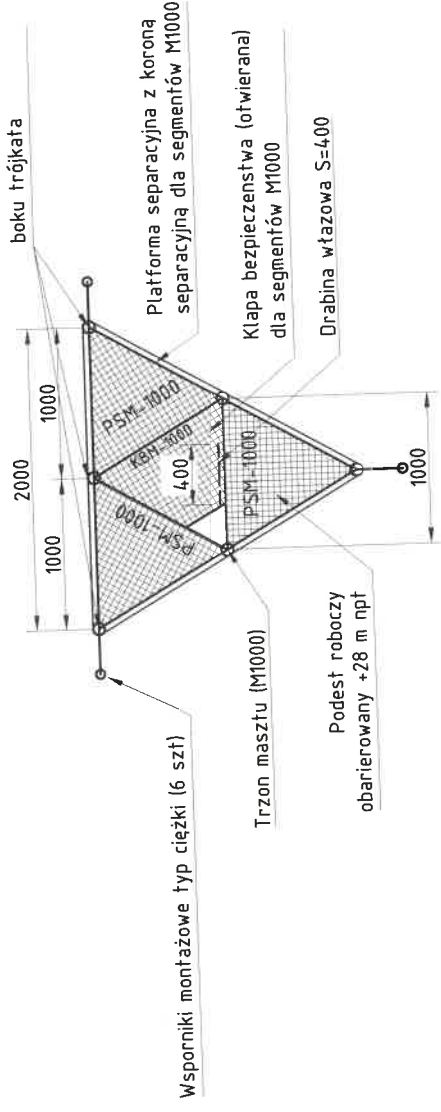 boku trójkąta
2000
1000
1000
Platforma separacyjna z koroną
separacyjną dla segmentów M1000
PSM-1000
KBM-1000
PSM-1000
400
PSM-1000
Klapa bezpieczenstwa (otwierana)
dla segmentów M1000
Drabina włazowa S=400
1000
Wsporniki montażowe typ ciężki (6 szt)
Trzon masztu (M1000)
Podest roboczy
obarierowany +28 m npt